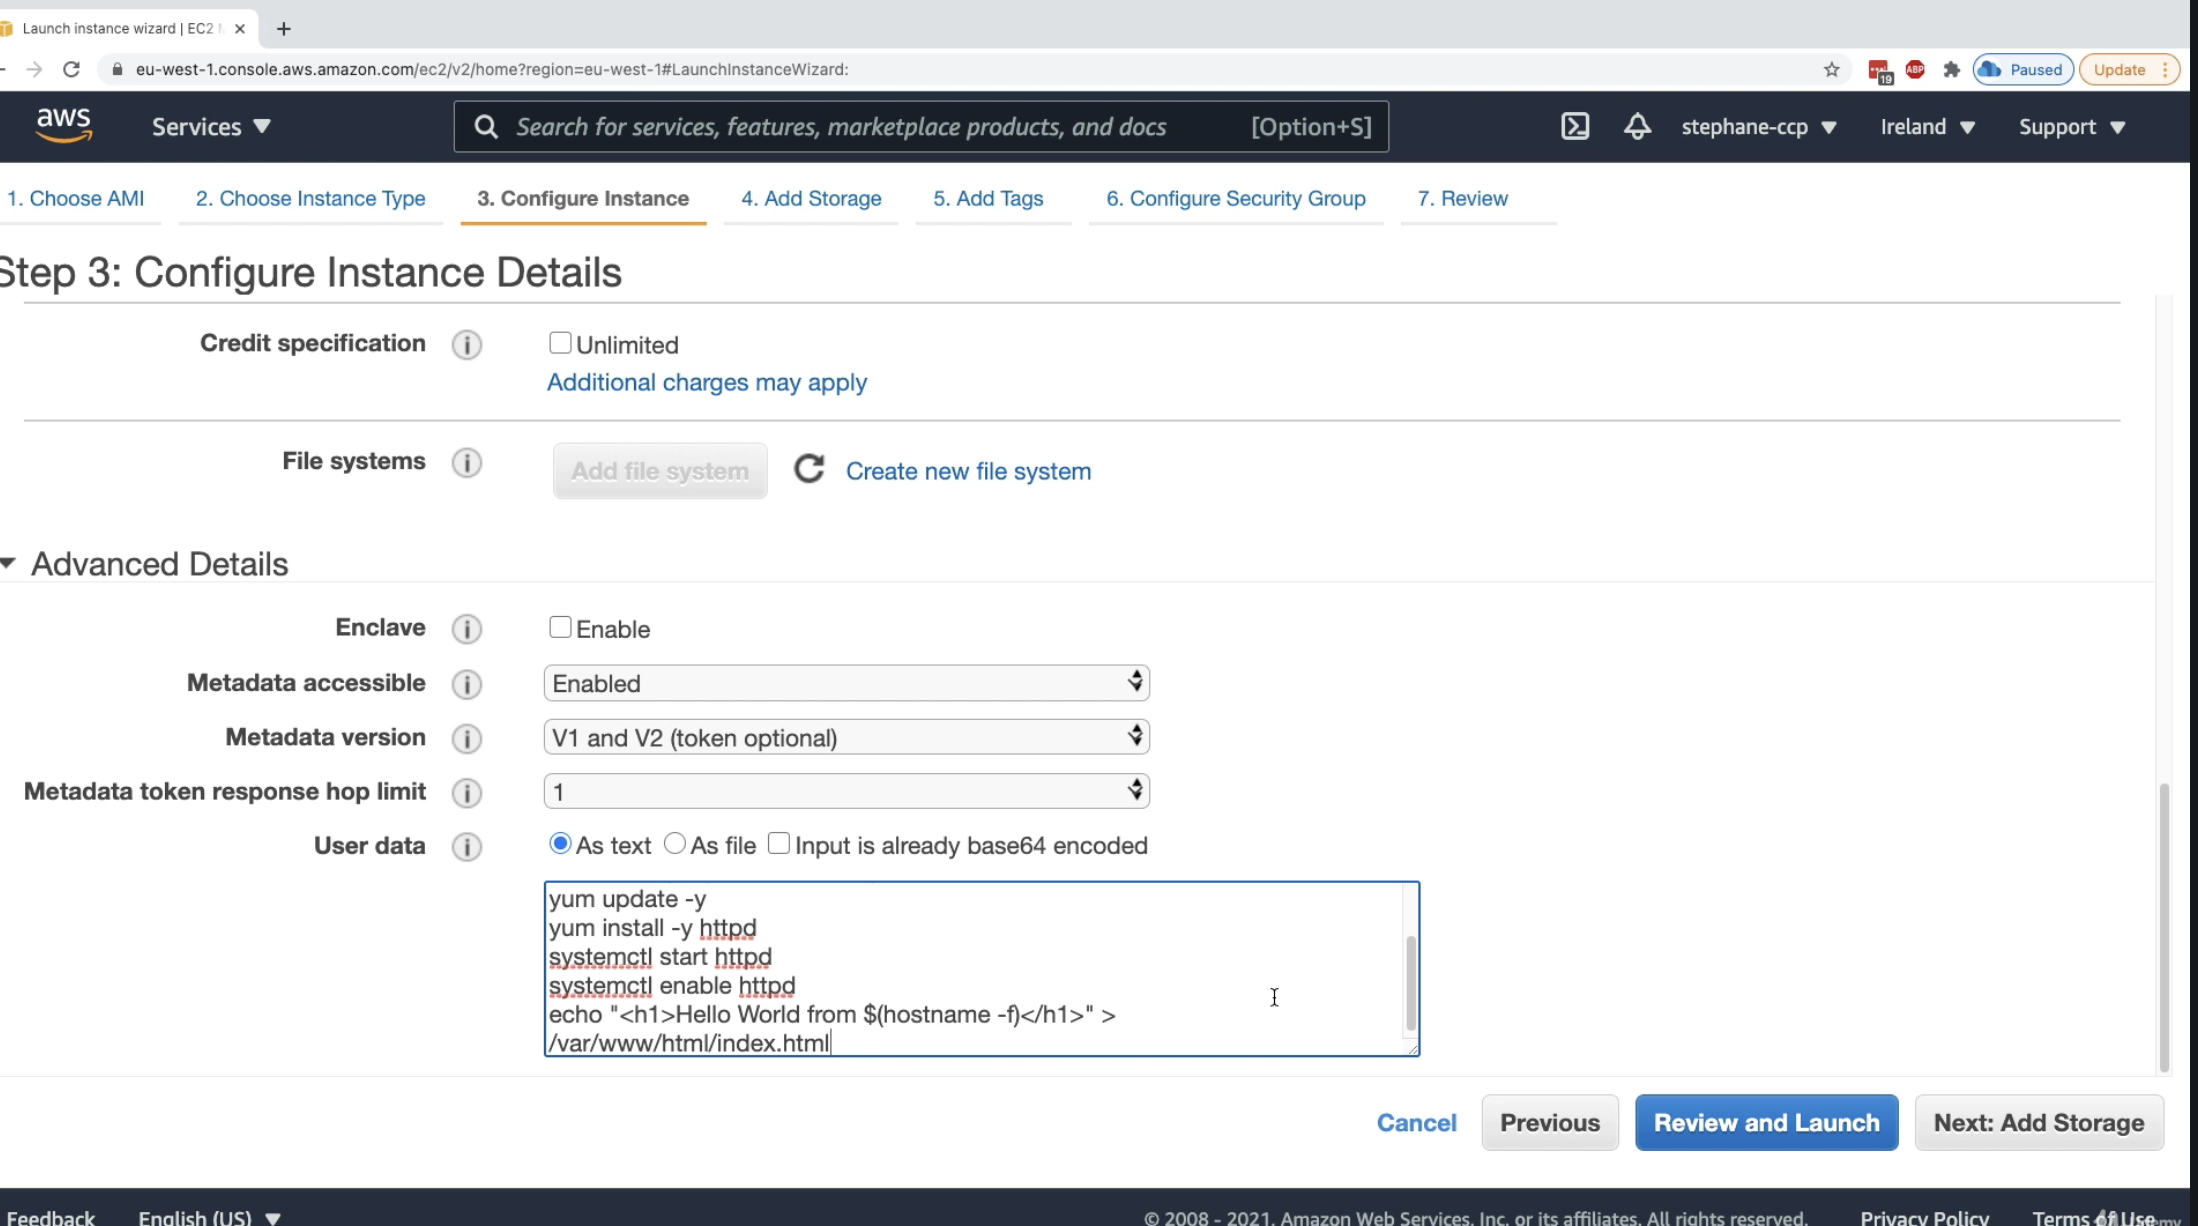 Launch instance wizard | EC2
eu-west-1.console.aws.amazon.com/ec2/v2/home?region=eu-west-1#LaunchInstanceWizard:
19
ABP
Paused
Update
aws
Services
Search for services, features, marketplace products, and docs
[Option+S]
stephane-ccp
Ireland
Support
1. Choose AMI
2. Choose Instance Type
3. Configure Instance
4. Add Storage
5. Add Tags
6. Configure Security Group
7. Review
Step 3: Configure Instance Details
Credit specification
Unlimited
Additional charges may apply
File systems
Add file system
Create new file system
Advanced Details
Enclave
Enable
Metadata accessible
Enabled
Metadata version
V1 and V2 (token optional)
Metadata token response hop limit
1
User data
As text
As file
Input is already base64 encoded
yum update -y
yum install -y httpd
systemctl start httpd
systemctl enable httpd
echo "<h1>Hello World from $(hostname -f)</h1>" >
/var/www/html/index.html
Cancel
Previous
Review and Launch
Next: Add Storage
Feedback
English (US)
© 2008 - 2021, Amazon Web Services, Inc. or its affiliates. All rights reserved.
Privacy Policy
Terms of Use